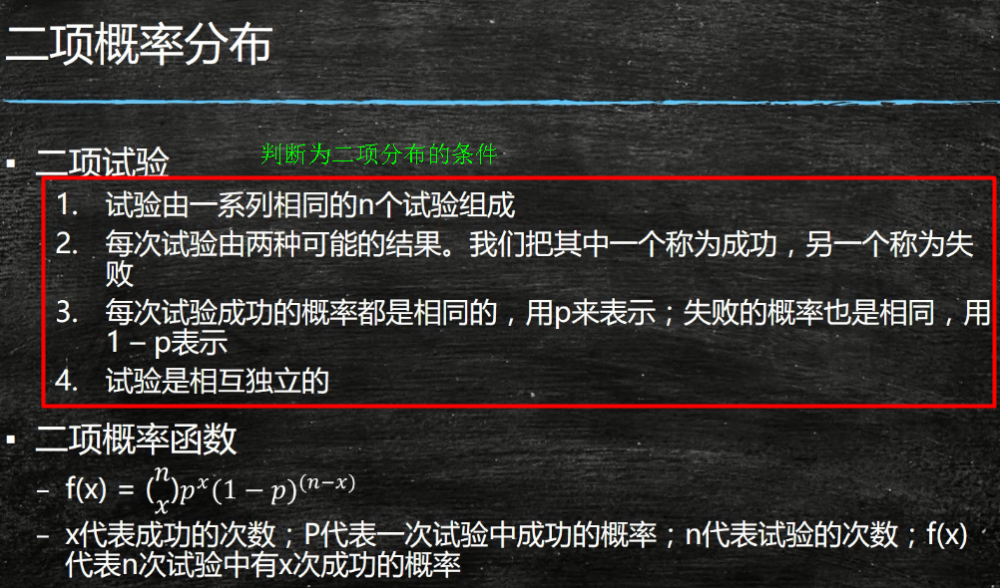 二项概率分布
▪ 二项试验 判断为二项分布的条件
1. 试验由一系列相同的n个试验组成
2. 每次试验由两种可能的结果。我们把其中一个称为成功，另一个称为失
败
3. 每次试验成功的概率都是相同的，用p来表示；失败的概率也是相同，用
1 – p表示
4. 试验是相互独立的
▪ 二项概率函数
– f(x) = (n x)p^x(1 − p)^(n−x)
– x代表成功的次数；P代表一次试验中成功的概率；n代表试验的次数；f(x)
代表n次试验中有x次成功的概率